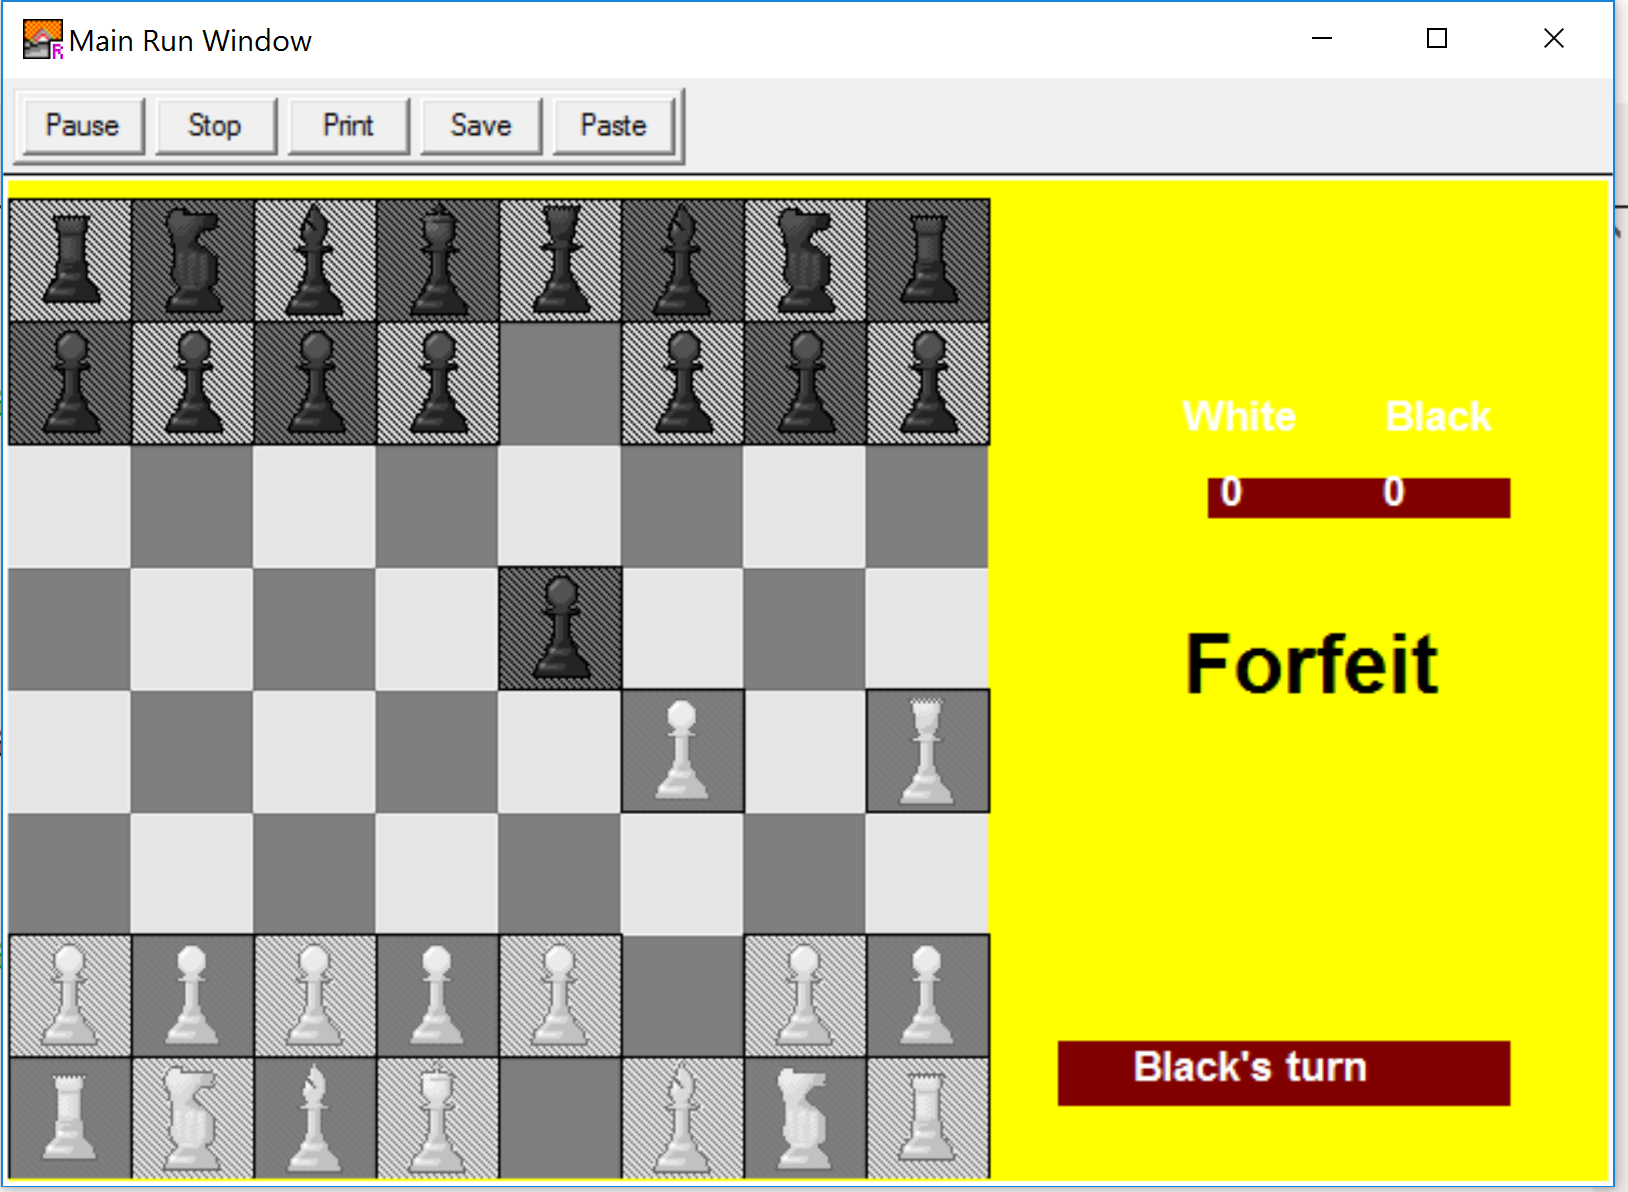 Main Run Window
Pause Stop Print Save Paste
White Black
0 0
Forfeit
Black's turn